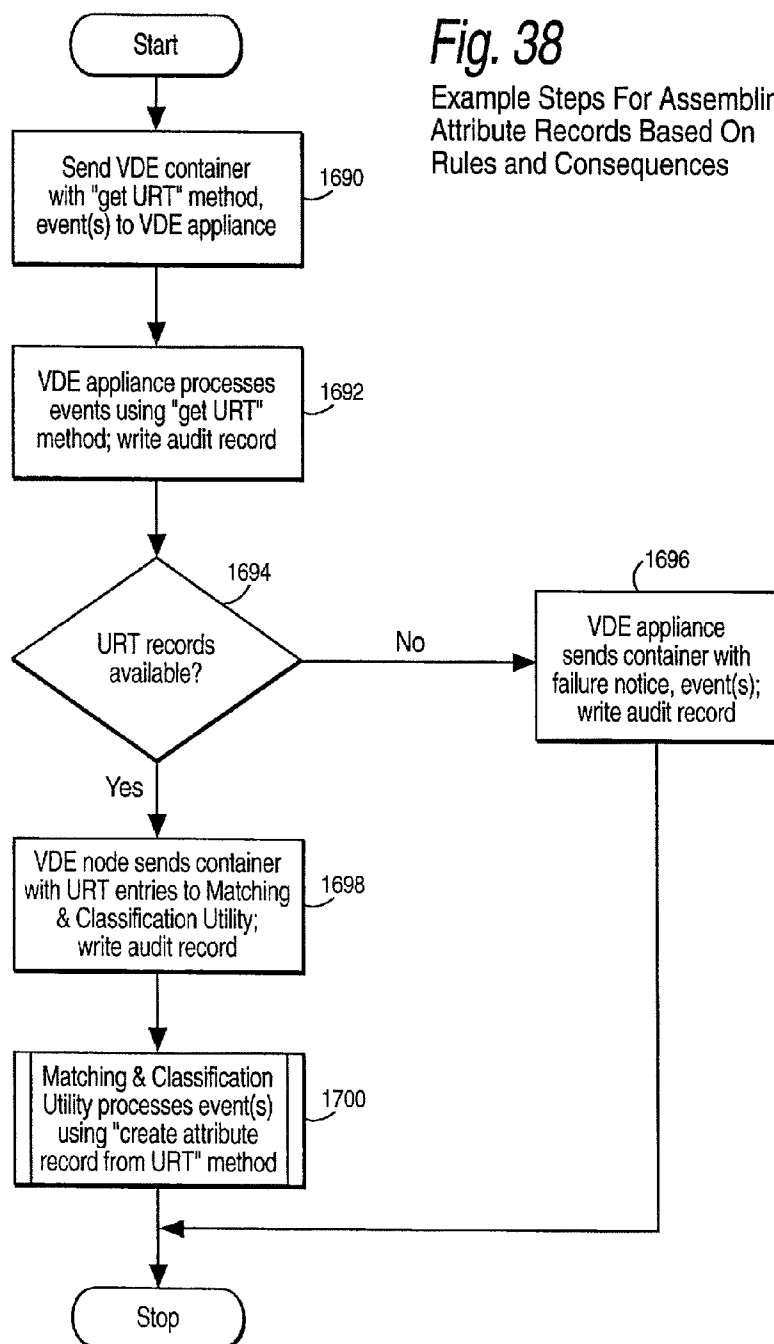 Fig. 38
Example Steps For Assemblin
Attribute Records Based On
Rules and Consequences
Start
Send VDE container
with "get URT" method,
event(s) to VDE appliance
1690
VDE appliance processes
events using "get URT"
method; write audit record
1692
1694
URT records
available?
No
1696
VDE appliance
sends container with
failure notice, event(s);
write audit record
Yes
VDE node sends container
with URT entries to Matching
& Classification Utility;
write audit record
1698
Matching & Classification
Utility processes event(s)
using "create attribute
record from URT" method
1700
Stop